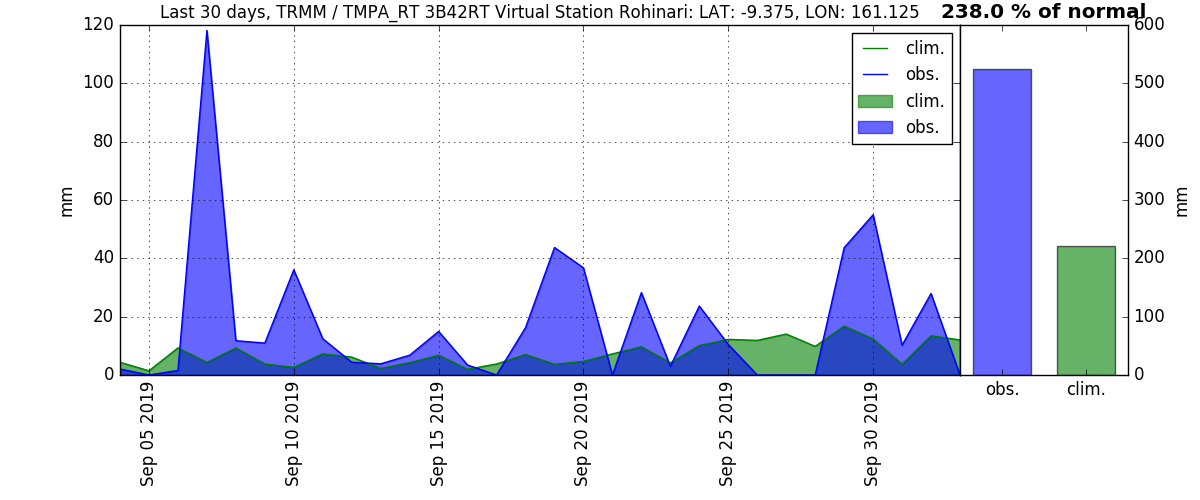 Last 30 days, TRMM / TMPA_RT 3B42RT Virtual Station Rohinari: LAT: -9.375, LON: 161.125
238.0 % of normal
120
100
80
60
40
20
0
mm
clim.
obs.
clim.
obs.
600
500
400
300
200
100
0
mm
Sep 05 2019
Sep 10 2019
Sep 15 2019
Sep 20 2019
Sep 25 2019
Sep 30 2019
obs.
clim.